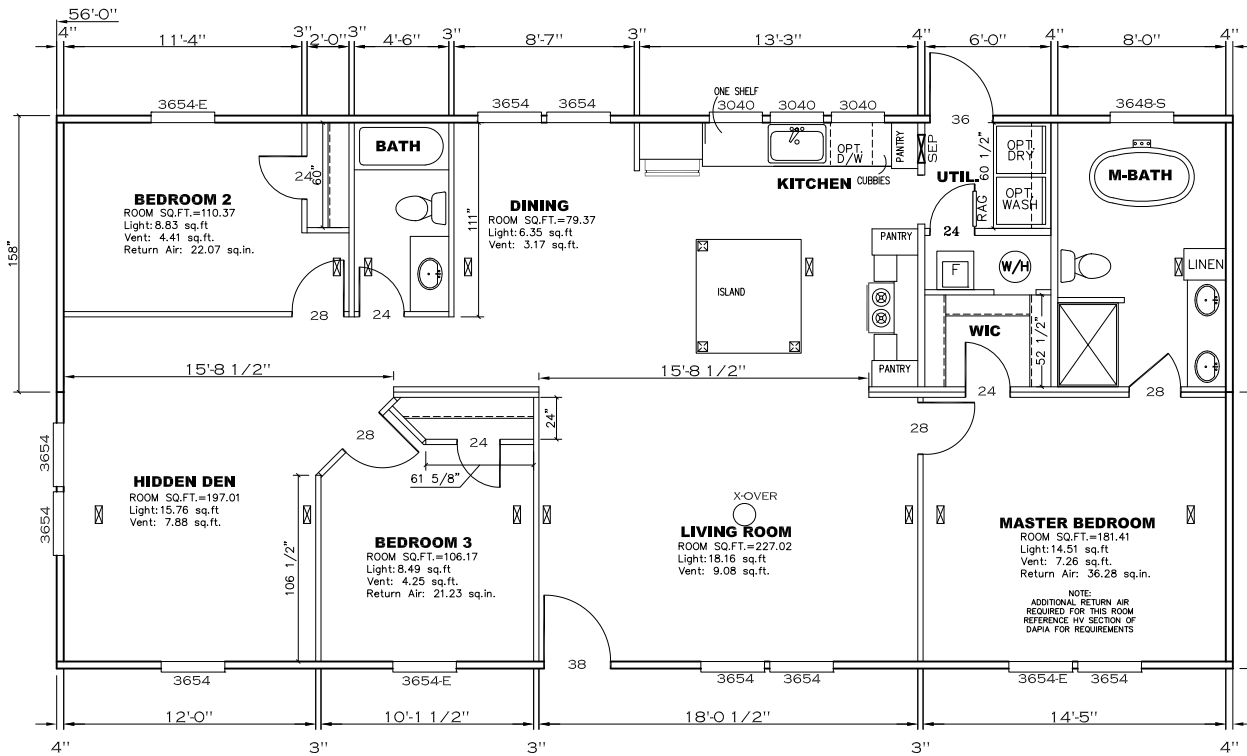 56'-0"
4" 11'-4" 3" 2'-0" 3" 4'-6" 3" 8'-7" 3" 13'-3" 4" 6'-0" 4" 8'-0" 4"
3654-E 3654 3654 3040 3040 3040 36 3648-S
ONE SHELF
BATH
24
60"
BEDROOM 2
ROOM SQ.FT.=110.37
Light: 8.83 sq.ft
Vent: 4.41 sq.ft.
Return Air: 22.07 sq.in.
158"
28
24
111"
DINING
ROOM SQ.FT.=79.37
Light: 6.35 sq.ft
Vent: 3.17 sq.ft.
KITCHEN
OPT.
D/W
CUBBIES
PANTRY
SEP
UTIL.
60 1/2"
OPT.
DRY
OPT.
WASH
RAG
24
M-BATH
PANTRY
ISLAND
F
W/H
LINEN
WIC
52 1/2"
PANTRY
24
28
15'-8 1/2"
15'-8 1/2"
28
24"
24
61 5/8"
28
3654
3654
HIDDEN DEN
ROOM SQ.FT.=197.01
Light: 15.76 sq.ft
Vent: 7.88 sq.ft.
106 1/2"
BEDROOM 3
ROOM SQ.FT.=106.17
Light: 8.49 sq.ft
Vent: 4.25 sq.ft.
Return Air: 21.23 sq.in.
X-OVER
LIVING ROOM
ROOM SQ.FT.=227.02
Light: 18.16 sq.ft
Vent: 9.08 sq.ft.
MASTER BEDROOM
ROOM SQ.FT.=181.41
Light: 14.51 sq.ft
Vent: 7.26 sq.ft.
Return Air: 36.28 sq.in.
NOTE:
ADDITIONAL RETURN AIR
REQUIRED FOR THIS ROOM
REFERENCE HV SECTION OF
DAPIA FOR REQUIREMENTS
3654 3654-E 38 3654 3654 3654-E 3654
12'-0" 10'-1 1/2" 18'-0 1/2" 14'-5"
4" 3" 3" 3" 4"